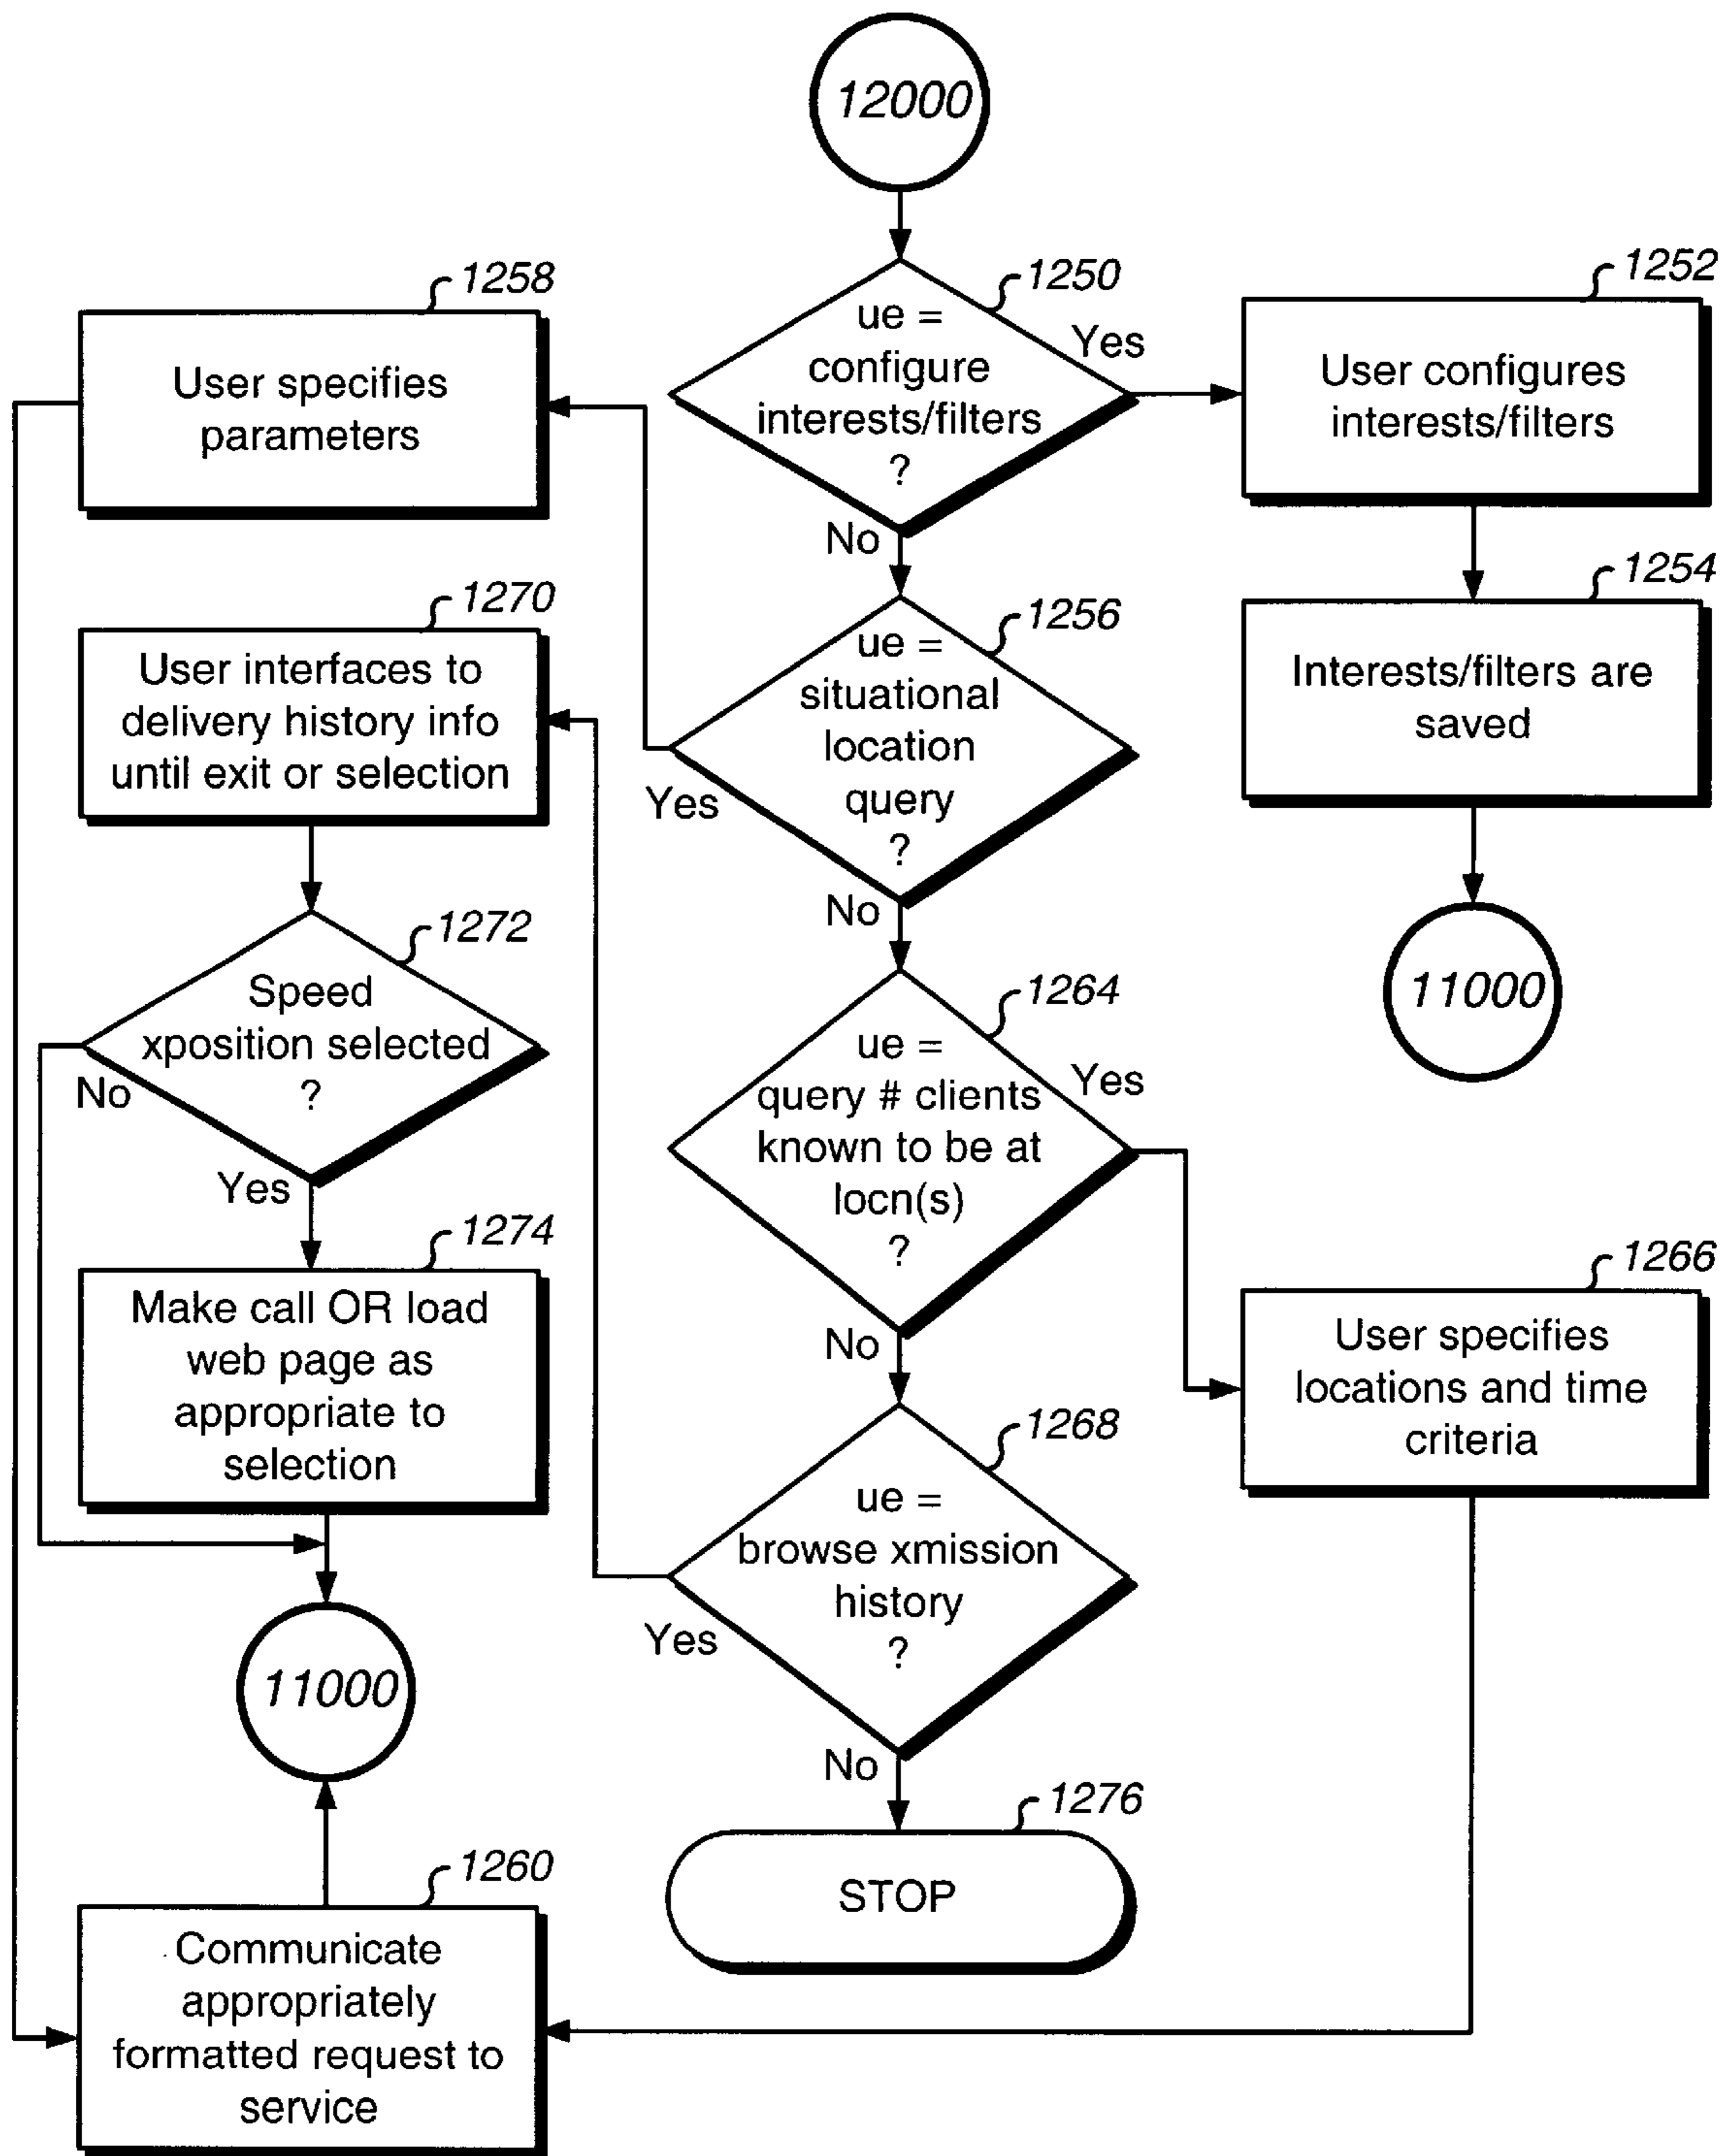 12000
1250
ue =
configure
interests/filters
?
Yes
No
1252
User configures
interests/filters
1254
Interests/filters are
saved
11000
1256
ue =
situational
location
query
?
Yes
No
1258
User specifies
parameters
1264
ue =
query # clients
known to be at
locn(s)
?
Yes
No
1266
User specifies
locations and time
criteria
1268
ue =
browse xmission
history
?
Yes
No
1270
User interfaces to
delivery history info
until exit or selection
1272
Speed
xposition selected
?
No
Yes
1274
Make call OR load
web page as
appropriate to
selection
11000
1260
Communicate
appropriately
formatted request to
service
1276
STOP